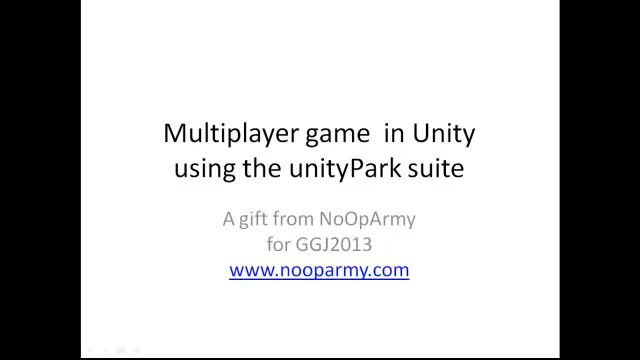 Multiplayer game in Unity
using the unityPark suite
A gift from NoOpArmy
for GGJ2013
www.nooparmy.com